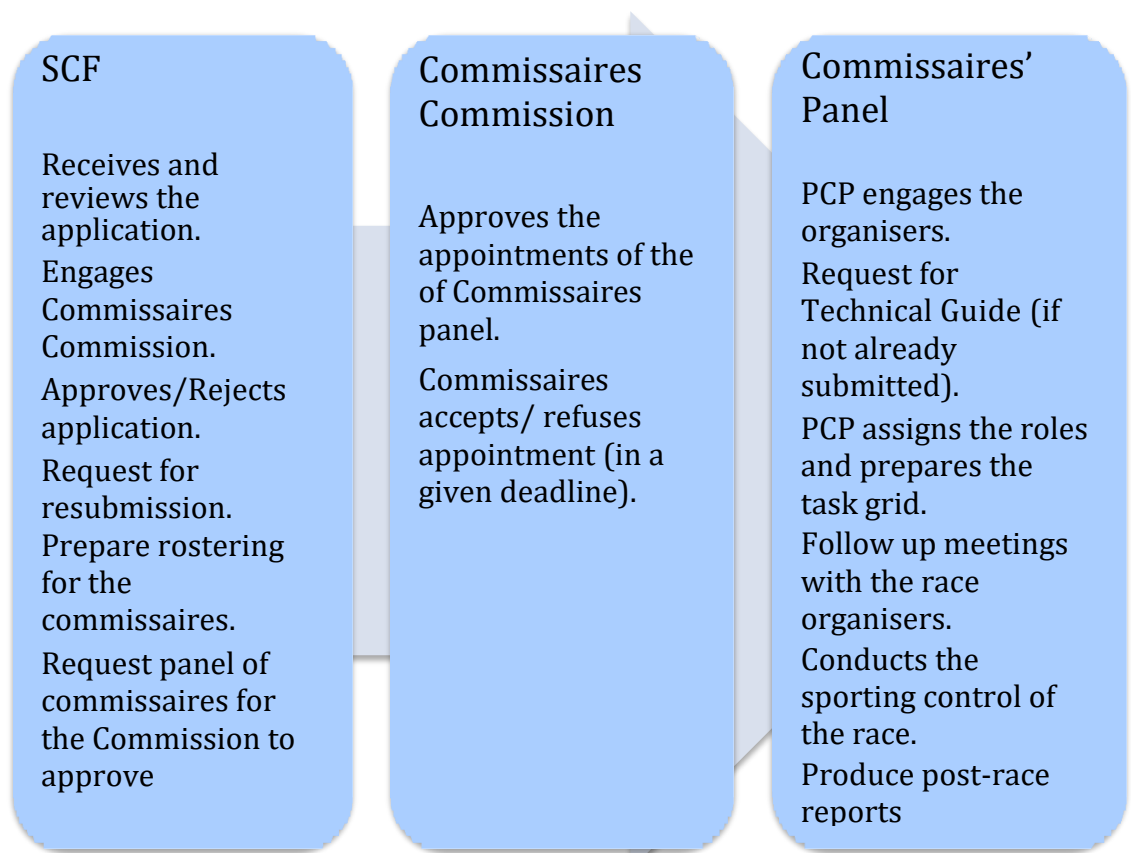 SCF
Receives and
reviews the
application.
Engages
Commissaires
Commission.
Approves/Rejects
application.
Request for
resubmission.
Prepare rostering
for the
commissaires.
Request panel of
commissaires for
the Commission to
approve
Commissaires
Commission
Approves the
appointments of the
of Commissaires
panel.
Commissaires
accepts/ refuses
appointment (in a
given deadline).
Commissaires’
Panel
PCP engages the
organisers.
Request for
Technical Guide (if
not already
submitted).
PCP assigns the roles
and prepares the
task grid.
Follow up meetings
with the race
organisers.
Conducts the
sporting control of
the race.
Produce post-race
reports